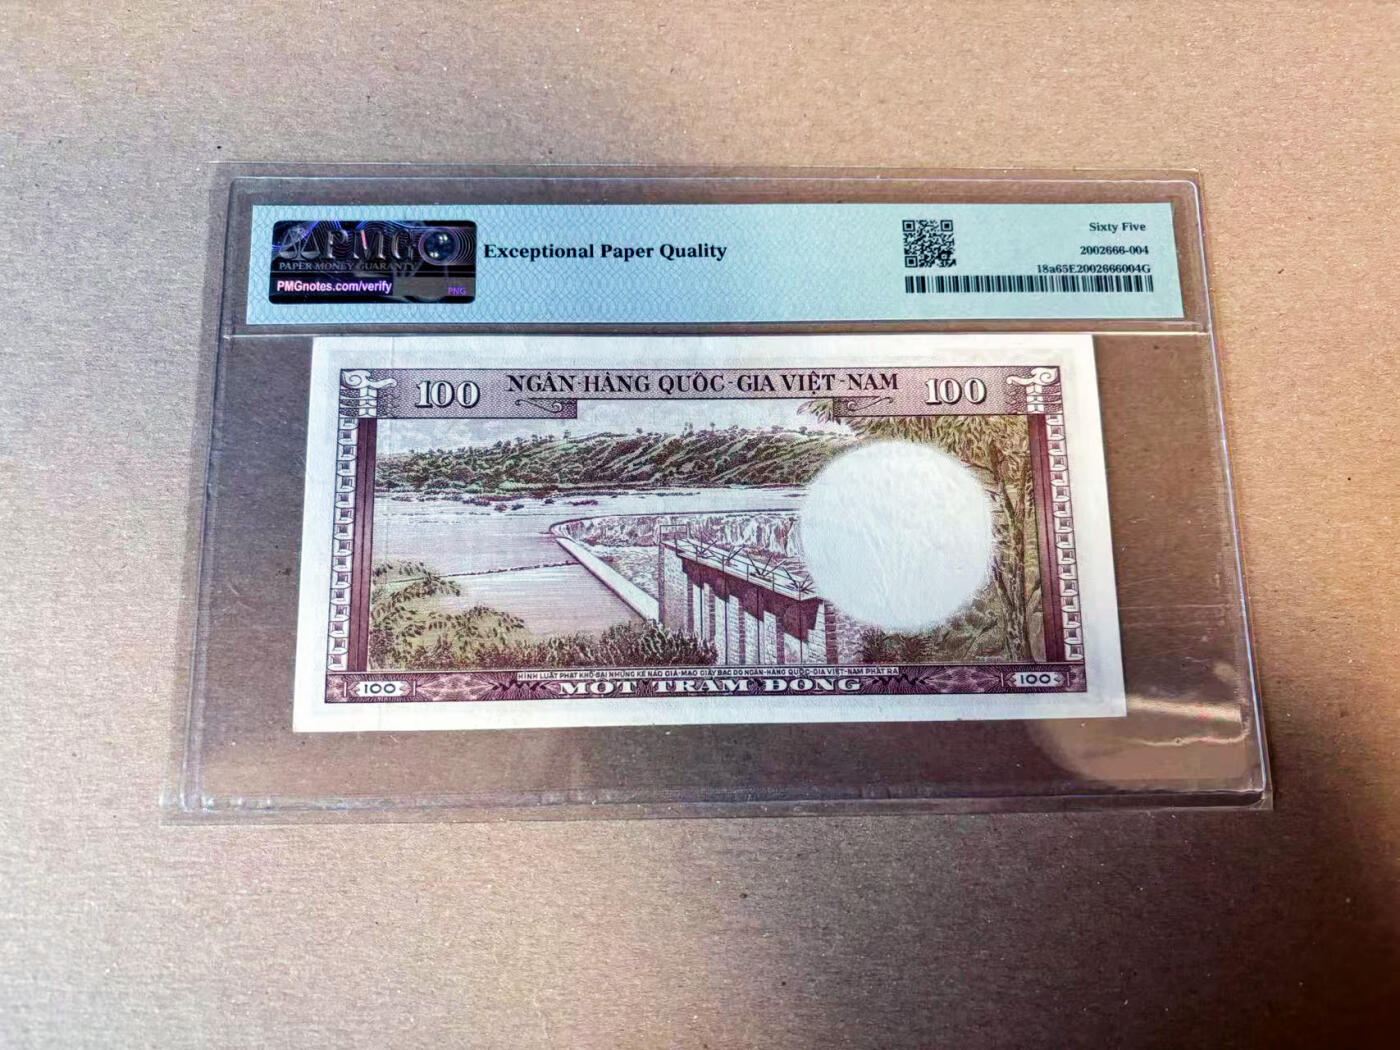 PMG
PAPER MONEY GUARANTY
PMGnotes.com/verify
PNG
Exceptional Paper Quality
Sixty Five
2002666-004
18a65E2002666004G
100 NGÂN-HÀNG QUỐC-GIA VIỆT-NAM 100
HÌNH LUẬT PHẠT KHỔ-SAI NHỮNG KẺ NÀO GIẢ-MẠO GIẤY BẠC DO NGÂN-HÀNG QUỐC-GIA VIỆT-NAM PHÁT RA
100 MỘT TRĂM ĐỒNG 100